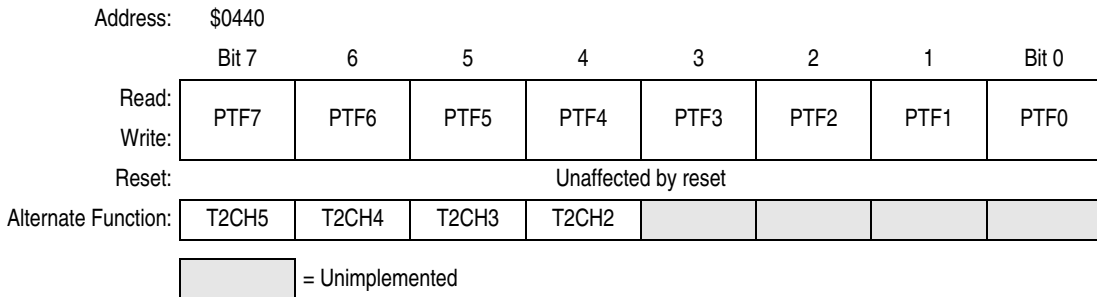 Address: $0440
Bit 7 6 5 4 3 2 1 Bit 0
Read: PTF7 PTF6 PTF5 PTF4 PTF3 PTF2 PTF1 PTF0
Write:
Reset: Unaffected by reset
Alternate Function: T2CH5 T2CH4 T2CH3 T2CH2
= Unimplemented